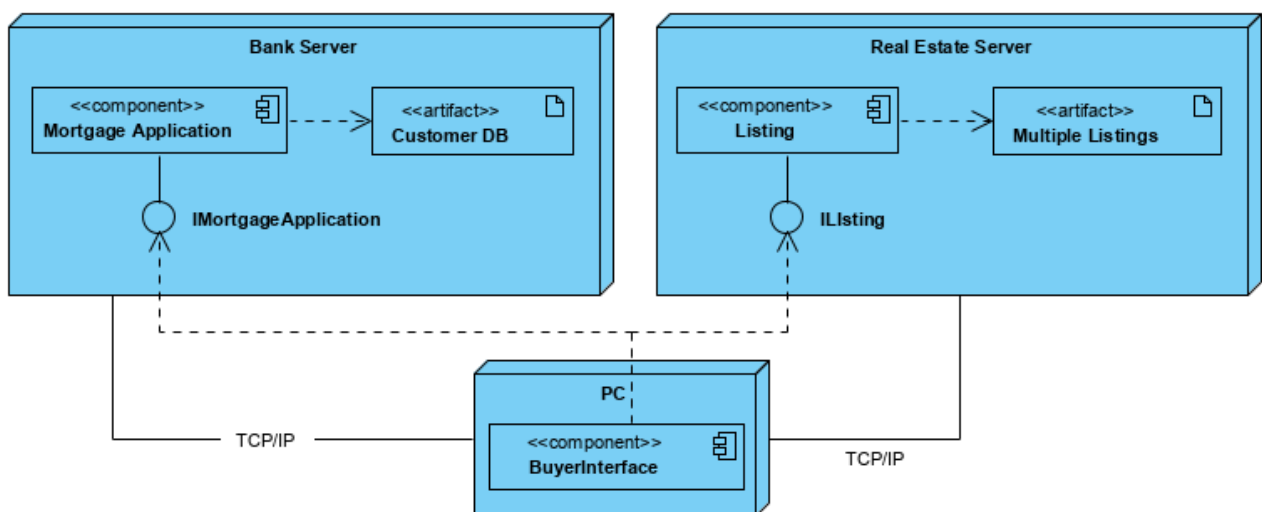 Bank Server
<<component>>
Mortgage Application
<<artifact>>
Customer DB
IMortgageApplication
Real Estate Server
<<component>>
Listing
<<artifact>>
Multiple Listings
ILIsting
PC
<<component>>
BuyerInterface
TCP/IP
TCP/IP